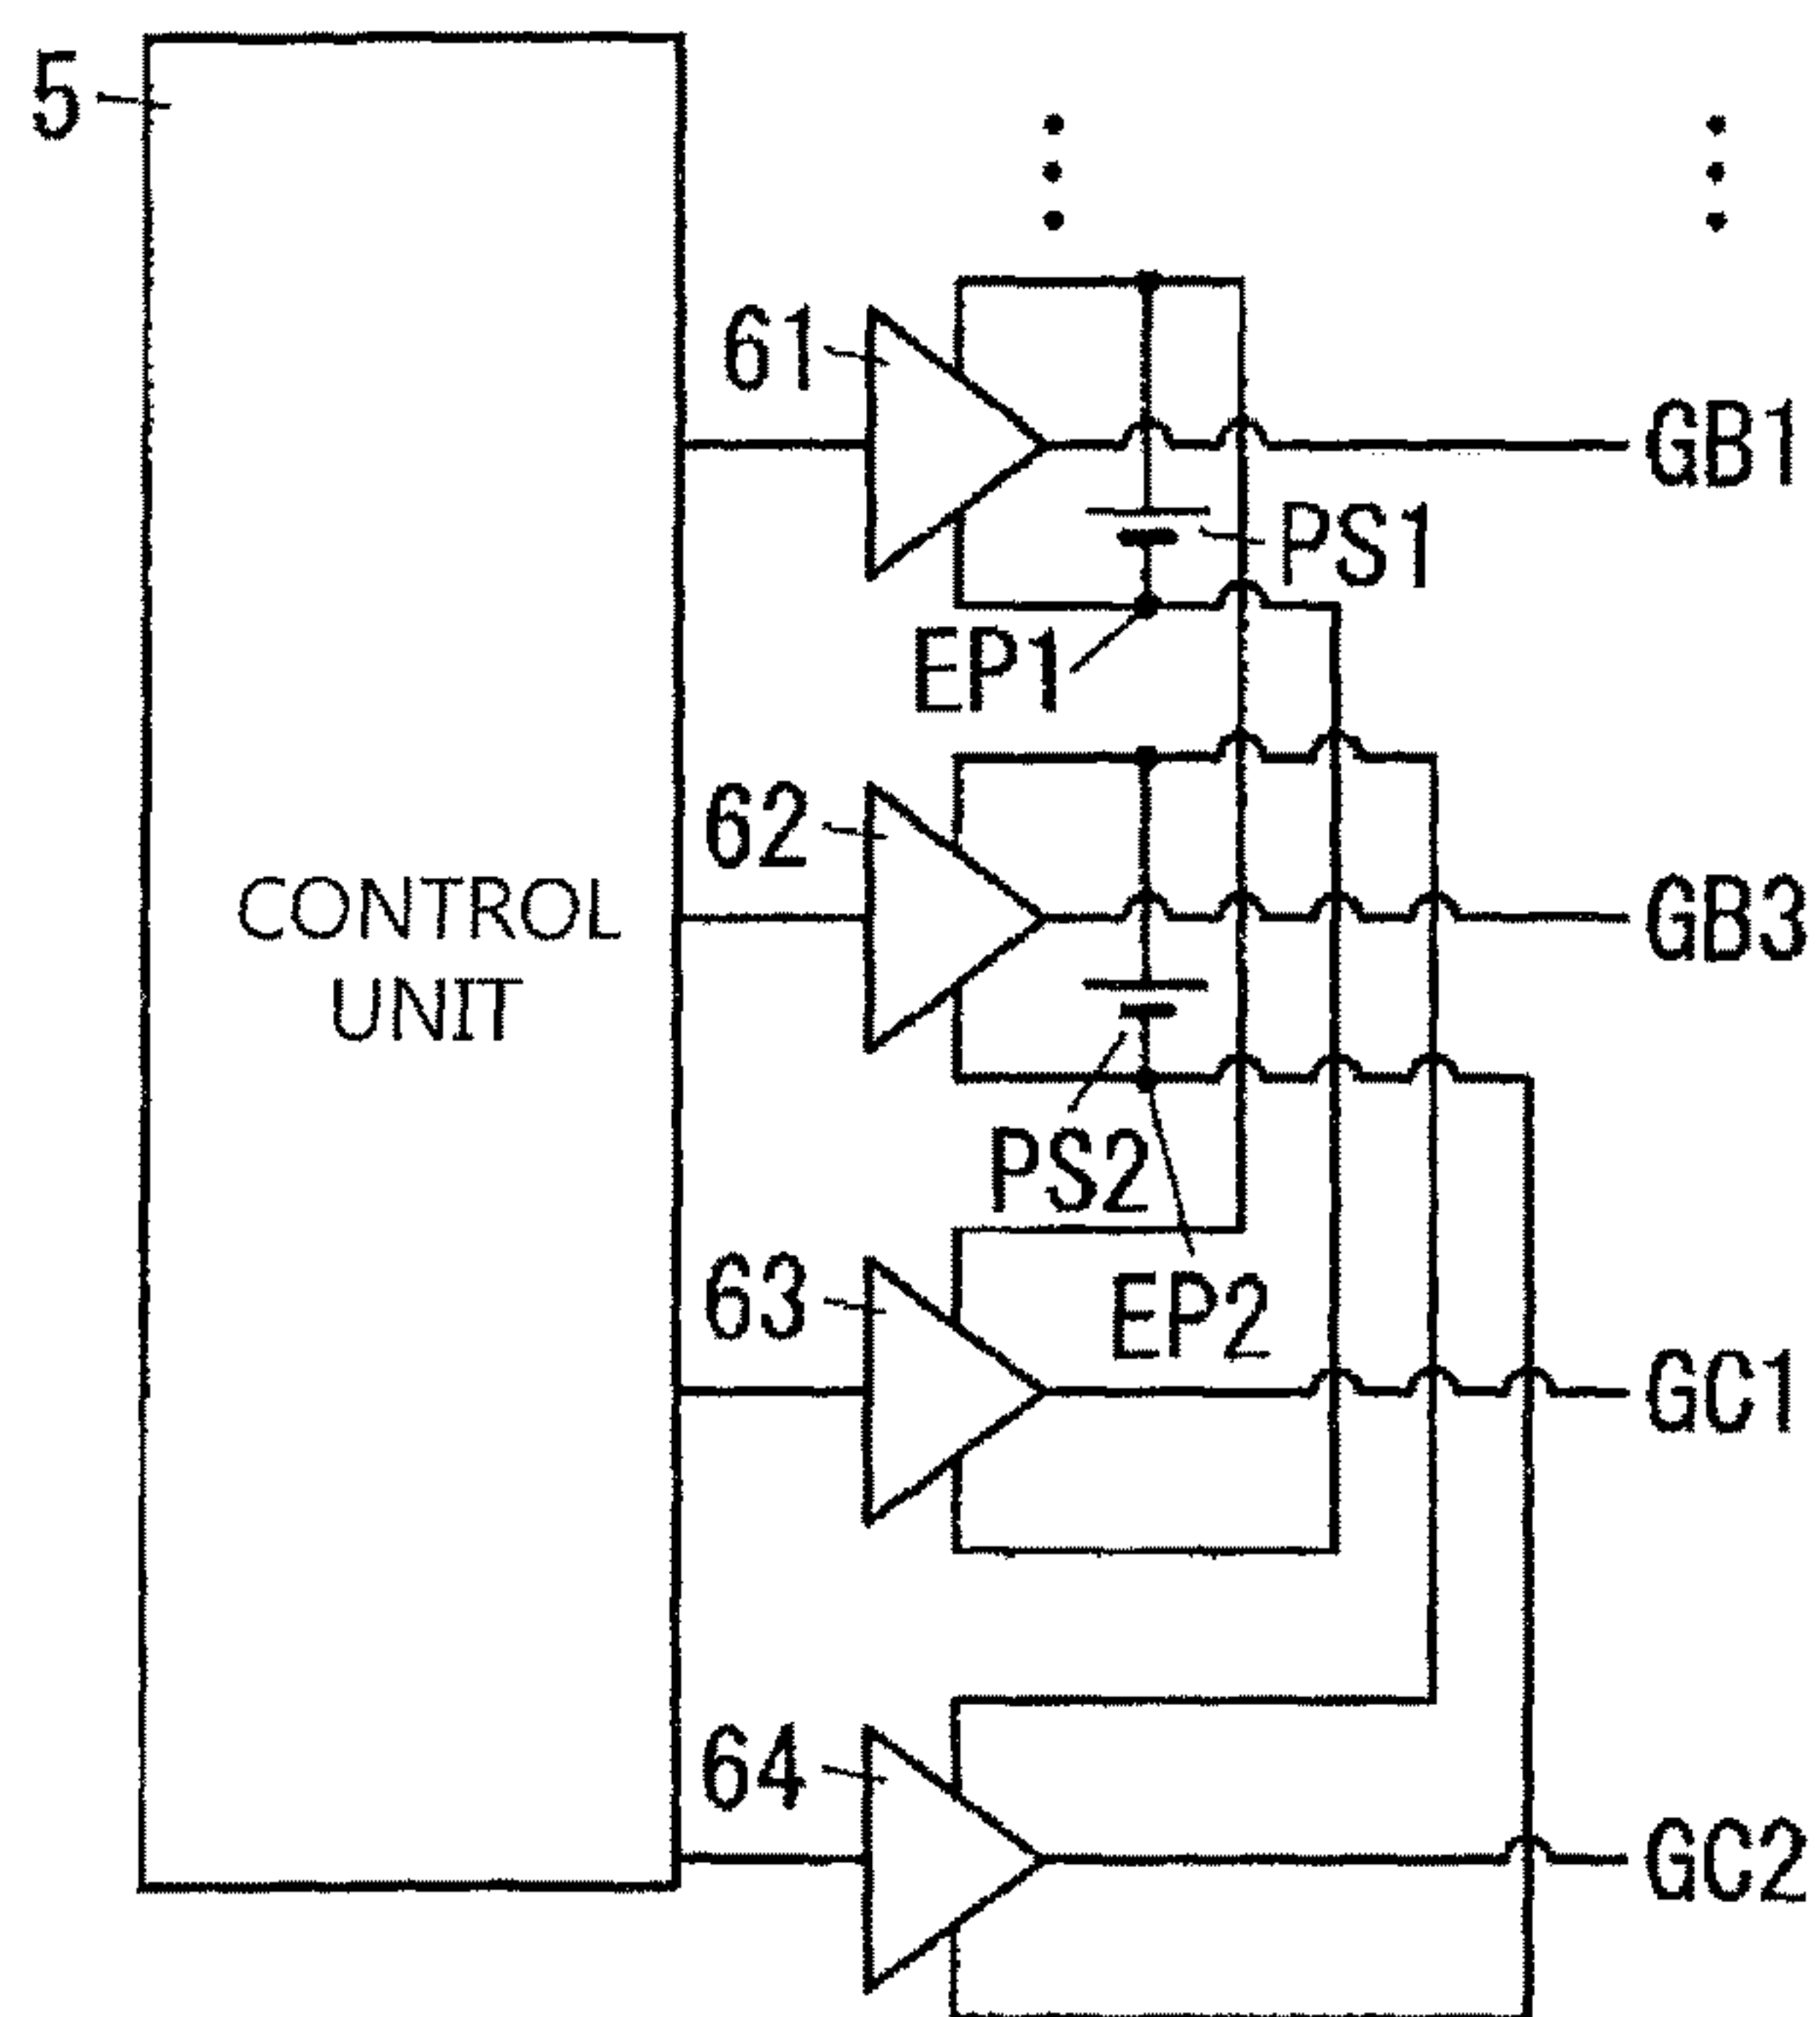 5
61
GB1
PS1
EP1
62
GB3
CONTROL
UNIT
PS2
63
EP2
GC1
64
GC2